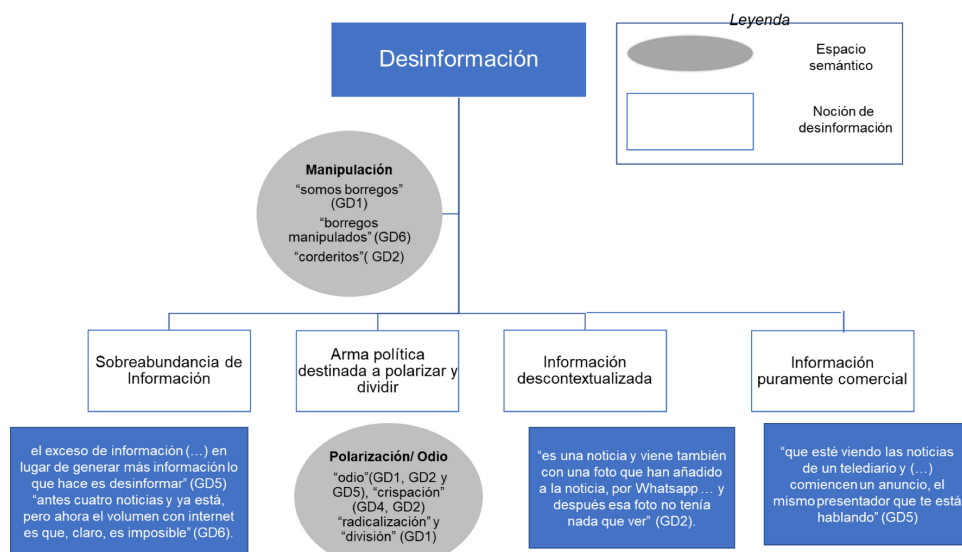 Leyenda
Desinformación
Espacio
semántico
Noción de
desinformación
Manipulación
“somos borregos”
(GD1)
“borregos
manipulados” (GD6)
“corderitos”( GD2)
Sobreabundancia de
Información
Arma política
destinada a polarizar y
dividir
Información
descontextualizada
Información
puramente comercial
el exceso de información (…) en
lugar de generar más información lo
que hace es desinformar” (GD5)
“antes cuatro noticias y ya está,
pero ahora el volumen con internet
es que, claro, es imposible” (GD6).
Polarización/ Odio
“odio”(GD1, GD2 y
GD5), “crispación”
(GD4, GD2)
“radicalización” y
“división” (GD1)
“es una noticia y viene también
con una foto que han añadido
a la noticia, por Whatsapp … y
después esa foto no tenía
nada que ver” (GD2).
“que esté viendo las noticias
de un telediario y (…)
comiencen un anuncio, el
mismo presentador que te está
hablando” (GD5)